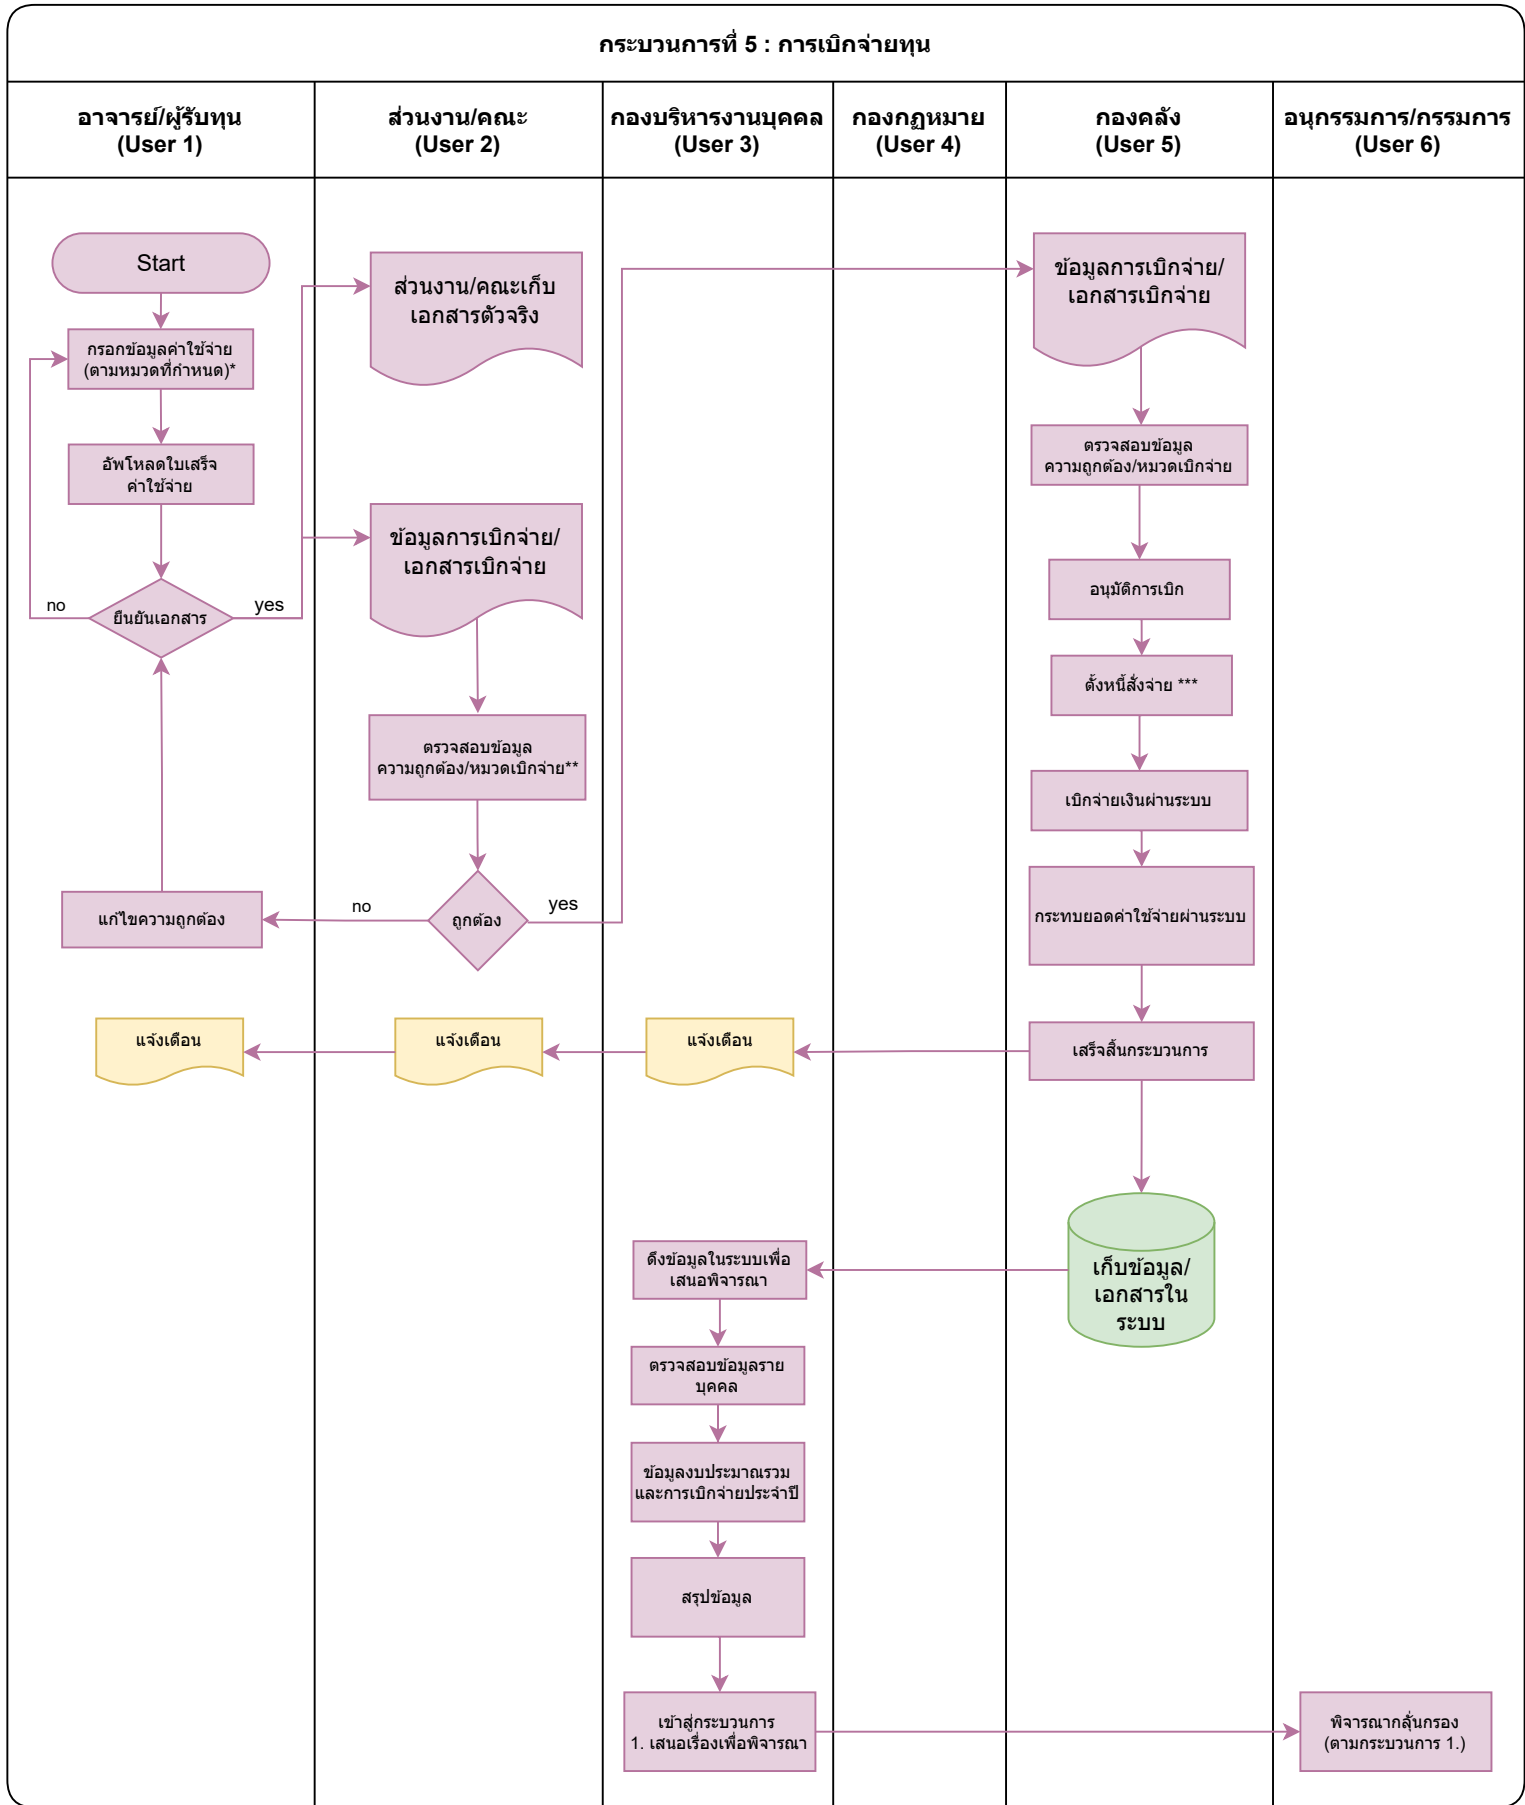 กระบวนการที่ 5 : การเบิกจ่ายทุน
อาจารย์/ผู้รับทุน
(User 1)
ส่วนงาน/คณะ
(User 2)
กองบริหารงานบุคคล
(User 3)
กองกฏหมาย
(User 4)
กองคลัง
(User 5)
อนุกรรมการ/กรรมการ
(User 6)
Start
กรอกข้อมูลค่าใช้จ่าย
(ตามหมวดที่กำหนด)*
อัพโหลดใบเสร็จ
ค่าใช้จ่าย
ยืนยันเอกสาร
no
yes
แก้ไขความถูกต้อง
แจ้งเตือน
ส่วนงาน/คณะเก็บ
เอกสารตัวจริง
ข้อมูลการเบิกจ่าย/
เอกสารเบิกจ่าย
ตรวจสอบข้อมูล
ความถูกต้อง/หมวดเบิกจ่าย**
ถูกต้อง
no
yes
แจ้งเตือน
แจ้งเตือน
ดึงข้อมูลในระบบเพื่อ
เสนอพิจารณา
ตรวจสอบข้อมูลราย
บุคคล
ข้อมูลงบประมาณรวม
และการเบิกจ่ายประจำปี
สรุปข้อมูล
เข้าสู่กระบวนการ
1. เสนอเรื่องเพื่อพิจารณา
ข้อมูลการเบิกจ่าย/
เอกสารเบิกจ่าย
ตรวจสอบข้อมูล
ความถูกต้อง/หมวดเบิกจ่าย
อนุมัติการเบิก
ตั้งหนี้สั่งจ่าย ***
เบิกจ่ายเงินผ่านระบบ
กระทบยอดค่าใช้จ่ายผ่านระบบ
เสร็จสิ้นกระบวนการ
เก็บข้อมูล/
เอกสารใน
ระบบ
พิจารณากลั่นกรอง
(ตามกระบวนการ 1.)